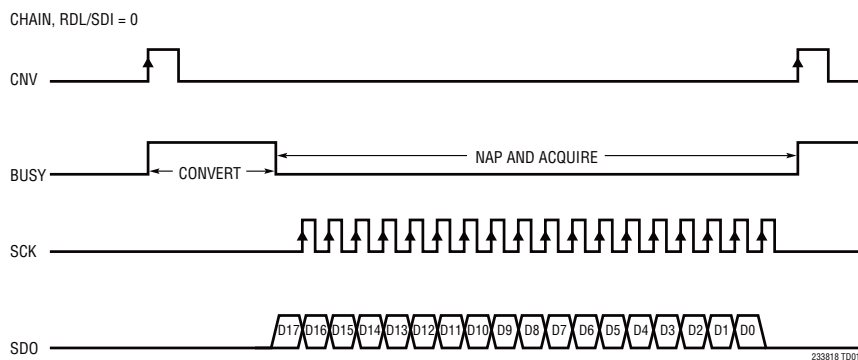 CHAIN, RDL/SDI = 0
CNV
BUSY
CONVERT
NAP AND ACQUIRE
SCK
SDO
D17 D16 D15 D14 D13 D12 D11 D10 D9 D8 D7 D6 D5 D4 D3 D2 D1 D0
233818 TD01